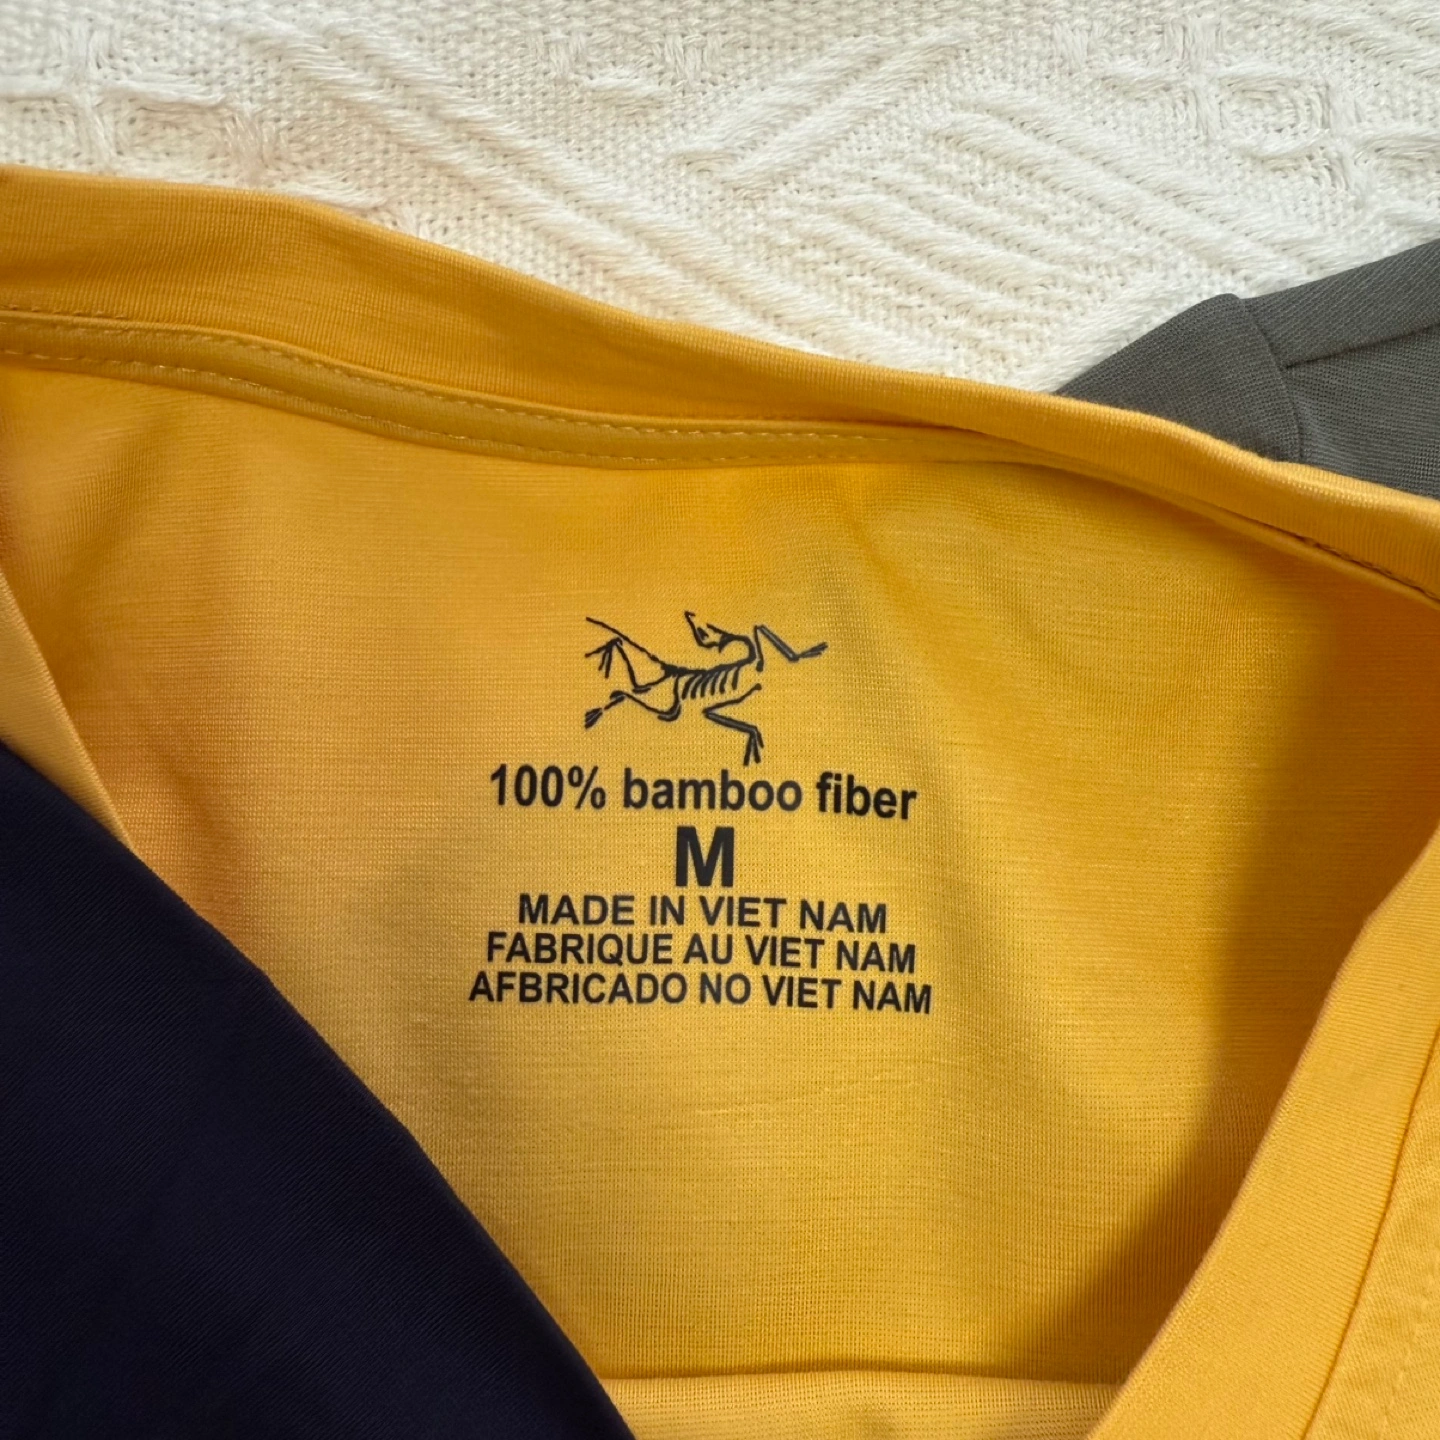 100% bamboo fiber
M
MADE IN VIET NAM
FABRIQUE AU VIET NAM
AFBRICADO NO VIET NAM